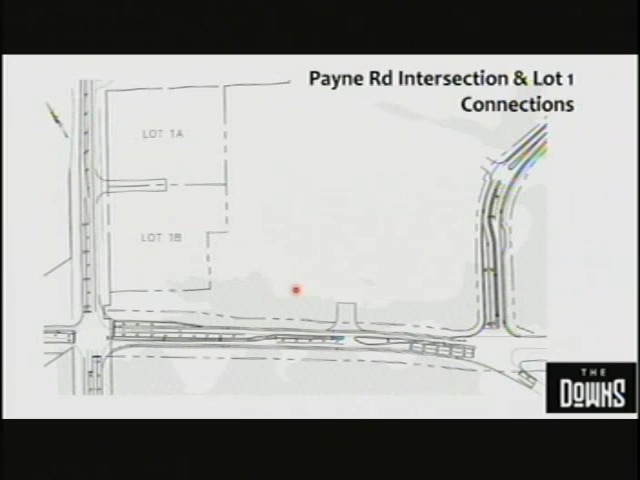 Payne Rd Intersection & Lot 1
Connections
LOT 1A
LOT 1B
THE
DOWNS